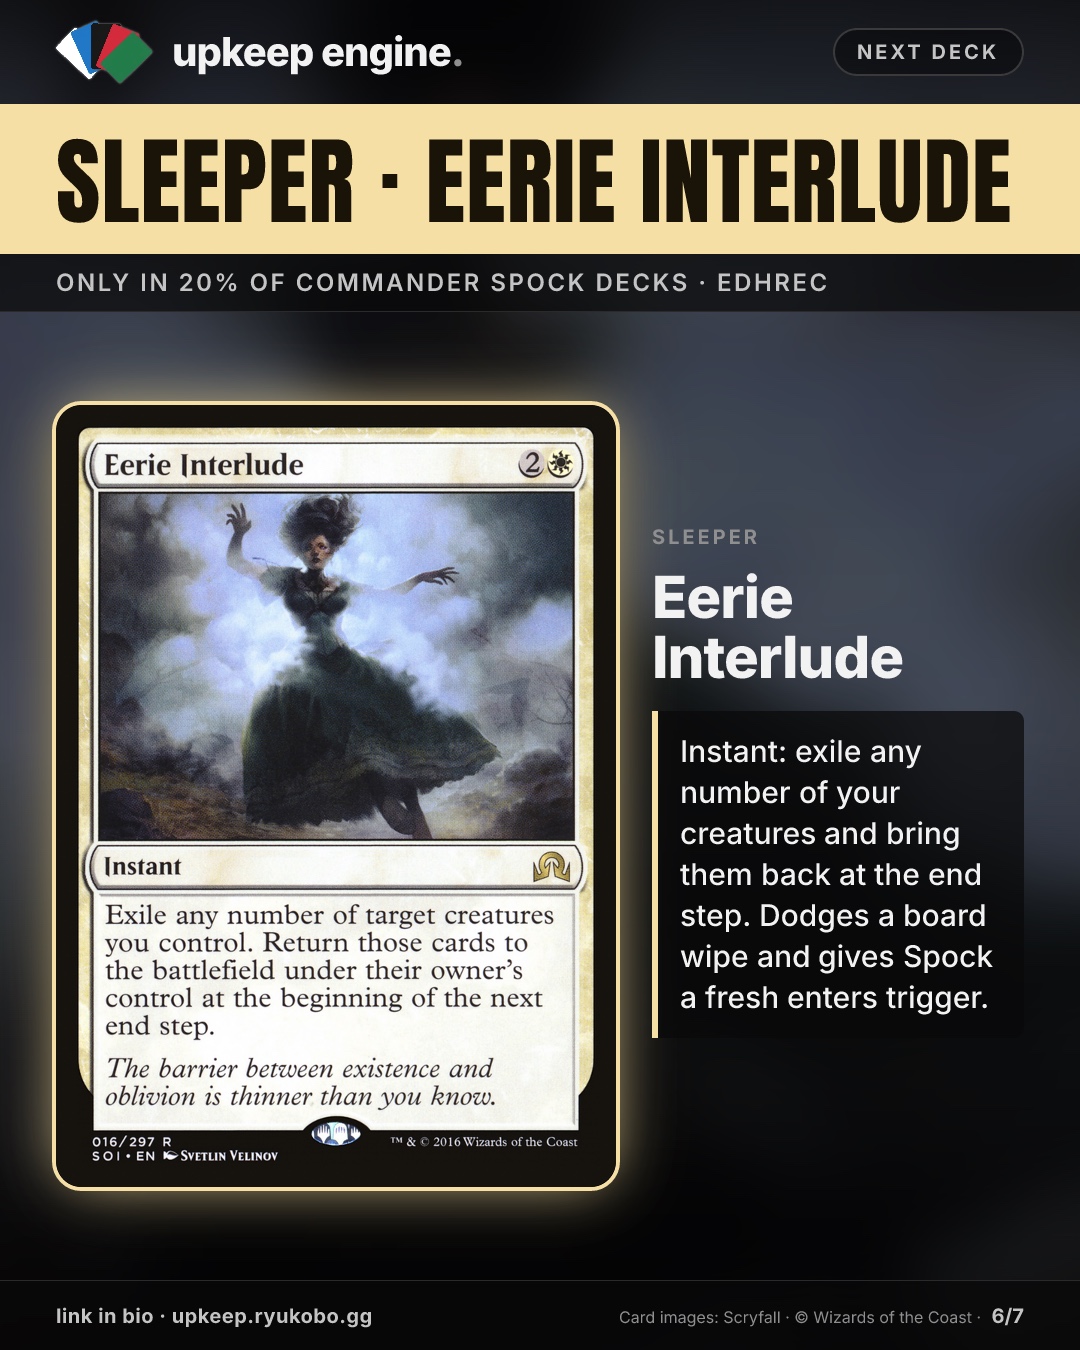 upkeep engine.
NEXT DECK
SLEEPER · EERIE INTERLUDE
ONLY IN 20% OF COMMANDER SPOCK DECKS · EDHREC
Eerie Interlude
2
Instant
Exile any number of target creatures
you control. Return those cards to
the battlefield under their owner's
control at the beginning of the next
end step.
The barrier between existence and
oblivion is thinner than you know.
016/297 R
SOI • EN Svetlin Velinov
™ & © 2016 Wizards of the Coast
SLEEPER
Eerie
Interlude
Instant: exile any
number of your
creatures and bring
them back at the end
step. Dodges a board
wipe and gives Spock
a fresh enters trigger.
link in bio · upkeep.ryukobo.gg
Card images: Scryfall · © Wizards of the Coast · 6/7